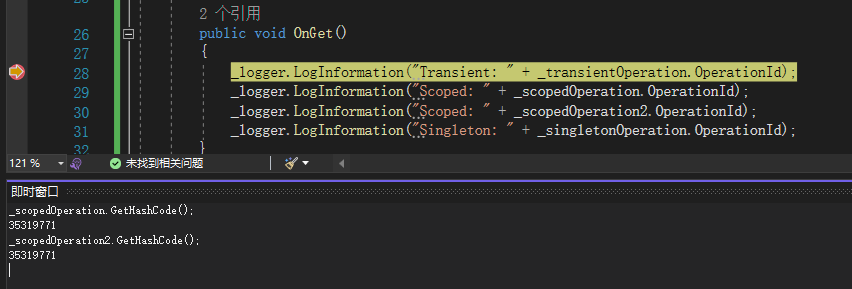 2 个引用
26 public void OnGet()
27 {
28 _logger.LogInformation("Transient: " + _transientOperation.OperationId);
29 _logger.LogInformation("Scoped: " + _scopedOperation.OperationId);
30 _logger.LogInformation("Scoped: " + _scopedOperation2.OperationId);
31 _logger.LogInformation("Singleton: " + _singletonOperation.OperationId);
32 }
121 % 未找到相关问题
即时窗口
_scopedOperation.GetHashCode();
35319771
_scopedOperation2.GetHashCode();
35319771